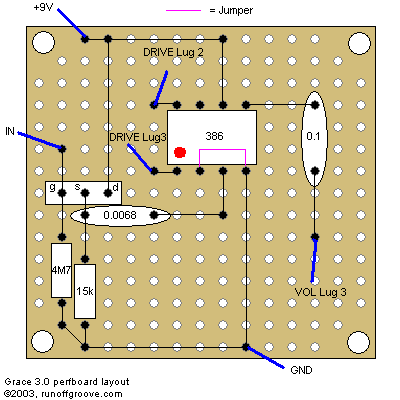 +9V
= Jumper
DRIVE Lug 2
IN
DRIVE Lug3
386
0.1
g s d
0.0068
4M7
15k
VOL Lug 3
GND
Grace 3.0 perfboard layout
©2003, runoffgroove.com